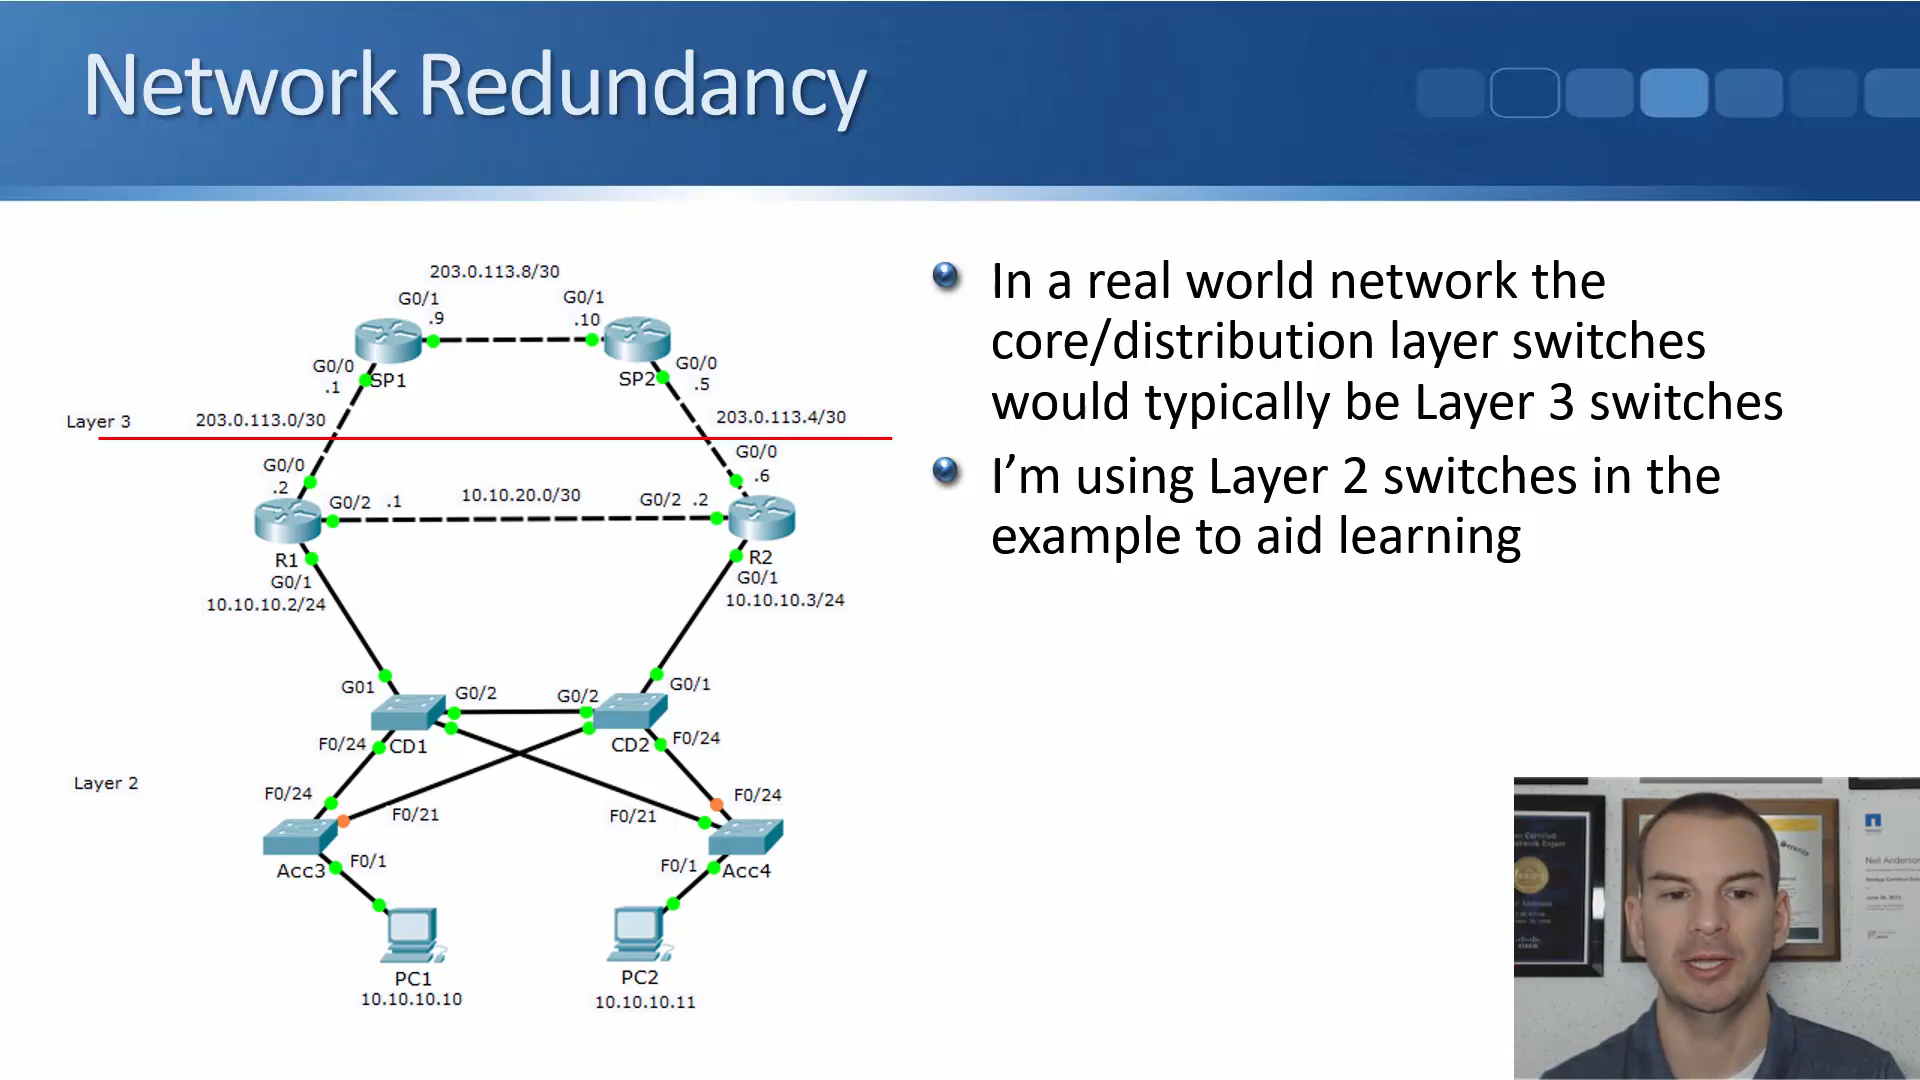 Network Redundancy
203.0.113.8/30
G0/1
G0/1
.9
.10
G0/0
SP1
SP2
G0/0
.1
.5
Layer 3
203.0.113.0/30
203.0.113.4/30
G0/0
G0/0
.2
.6
G0/2 .1
10.10.20.0/30
G0/2 .2
R1
R2
G0/1
G0/1
10.10.10.2/24
10.10.10.3/24
G01
G0/2
G0/2
G0/1
F0/24
CD1
CD2
F0/24
Layer 2
F0/24
F0/24
F0/21
F0/21
Acc3
F0/1
F0/1
Acc4
PC1
PC2
10.10.10.10
10.10.10.11
In a real world network the
core/distribution layer switches
would typically be Layer 3 switches
I’m using Layer 2 switches in the
example to aid learning
Neil Anderson
June 30, 2013